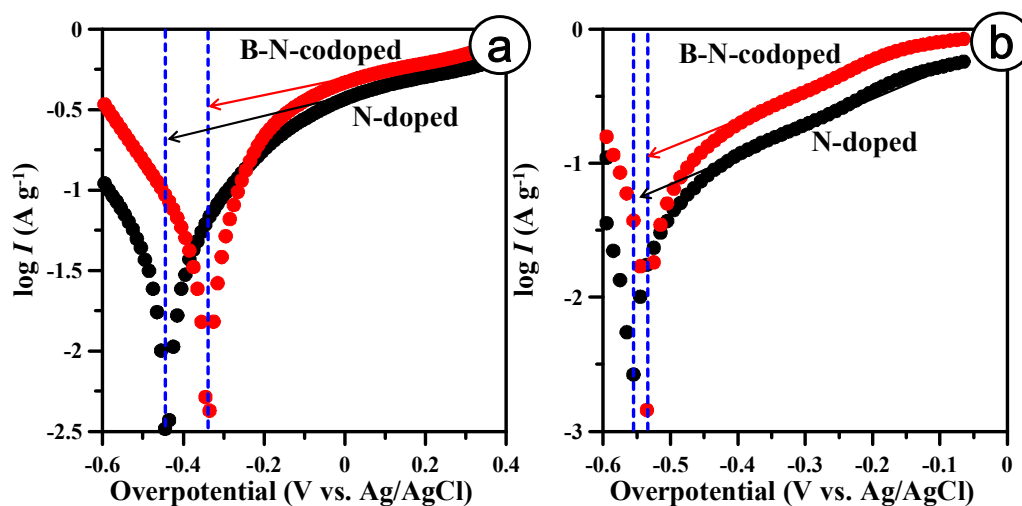 a
B-N-codoped
N-doped
log I (A g⁻¹)
0
-0.5
-1
-1.5
-2
-2.5
-0.6
-0.4
-0.2
0
0.2
0.4
Overpotential (V vs. Ag/AgCl)
b
B-N-codoped
N-doped
log I (A g⁻¹)
0
-1
-2
-3
-0.6
-0.5
-0.4
-0.3
-0.2
-0.1
0
Overpotential (V vs. Ag/AgCl)